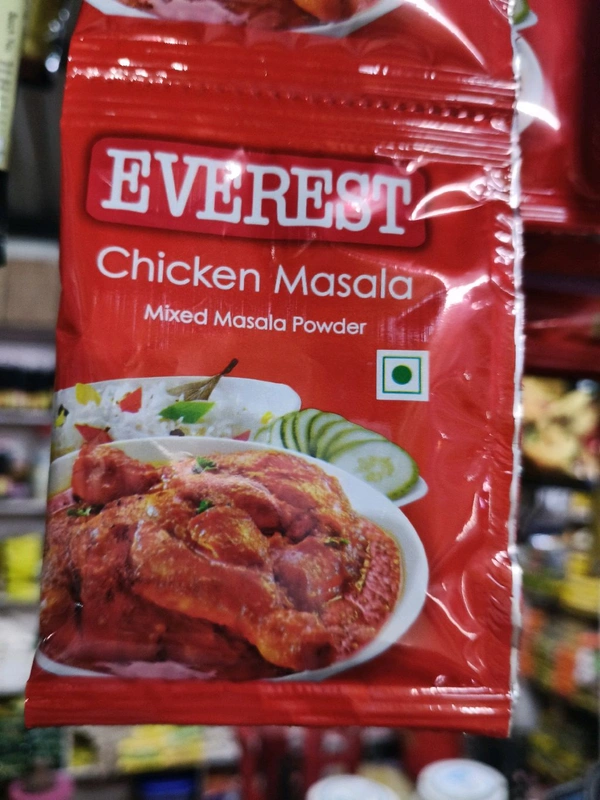 EVEREST
Chicken Masala
Mixed Masala Powder